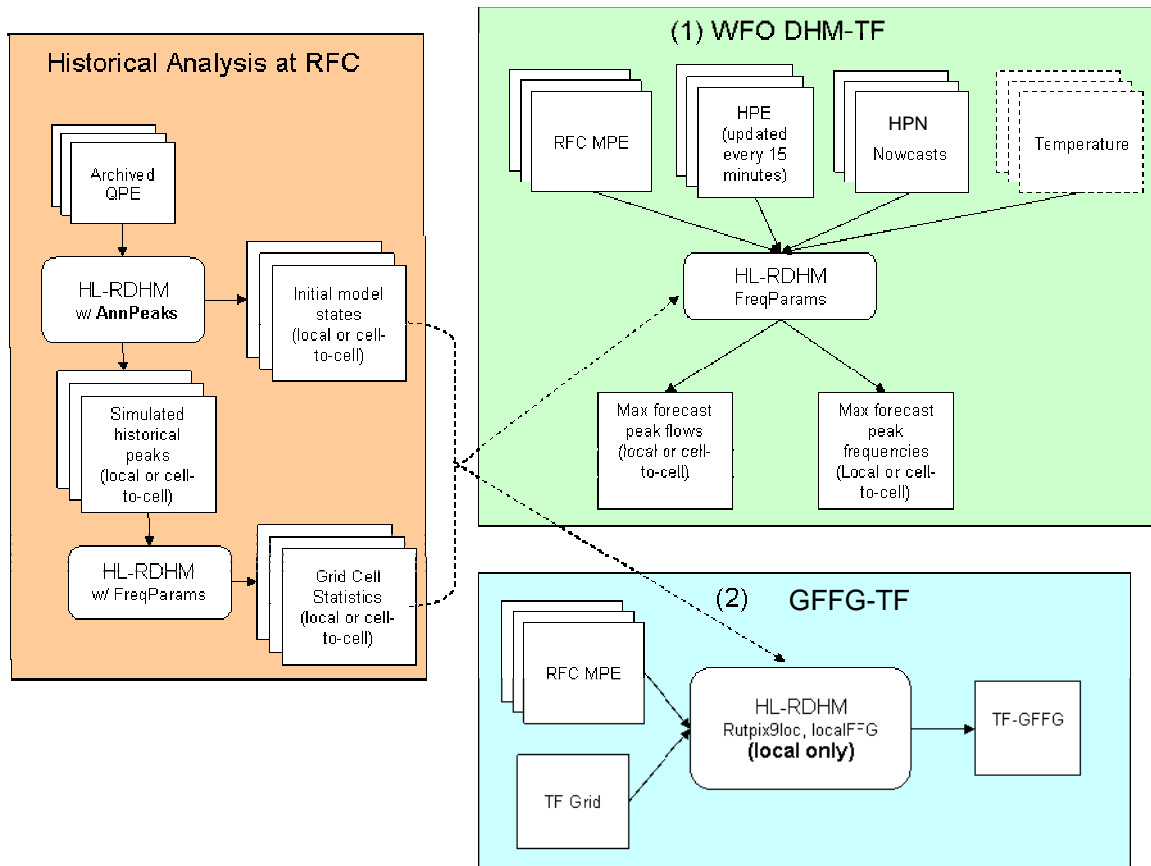 Historical Analysis at RFC
Archived
QPE
HL-RDHM
w/ AnnPeaks
Initial model
states
(local or cell-
to-cell)
Simulated
historical
peaks
(local or cell-
to-cell)
HL-RDHM
w/ FreqParams
Grid Cell
Statistics
(local or cell-
to-cell)
(1) WFO DHM-TF
RFC MPE
HPE
(updated
every 15
minutes)
HPN
Nowcasts
Temperature
HL-RDHM
FreqParams
Max forecast
peak flows
(local or cell-
to-cell)
Max forecast
peak
frequencies
(Local or cell-
to-cell)
(2) GFFG-TF
RFC MPE
TF Grid
HL-RDHM
Rutpix9loc, localFFG
(local only)
TF-GFFG